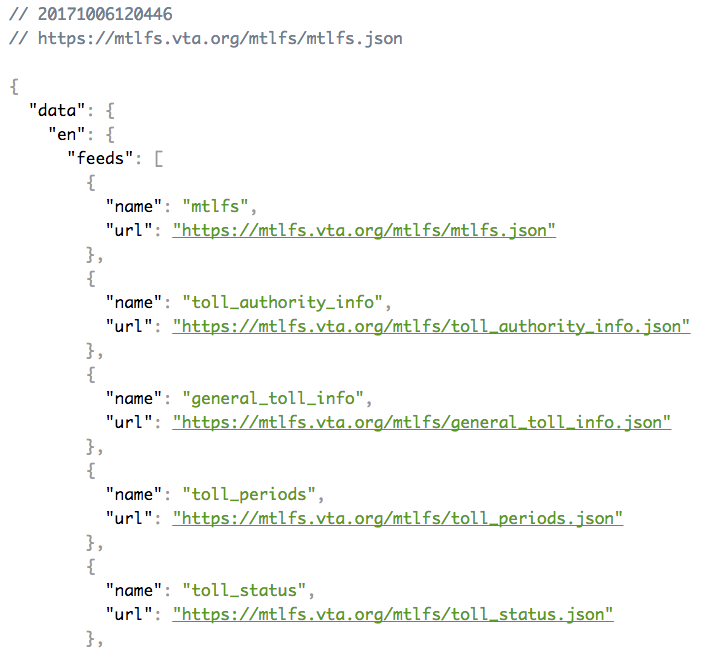 // 20171006120446
// https://mtlfs.vta.org/mtlfs/mtlfs.json

{
  "data": {
    "en": {
      "feeds": [
        {
          "name": "mtlfs",
          "url": "https://mtlfs.vta.org/mtlfs/mtlfs.json"
        },
        {
          "name": "toll_authority_info",
          "url": "https://mtlfs.vta.org/mtlfs/toll_authority_info.json"
        },
        {
          "name": "general_toll_info",
          "url": "https://mtlfs.vta.org/mtlfs/general_toll_info.json"
        },
        {
          "name": "toll_periods",
          "url": "https://mtlfs.vta.org/mtlfs/toll_periods.json"
        },
        {
          "name": "toll_status",
          "url": "https://mtlfs.vta.org/mtlfs/toll_status.json"
        },